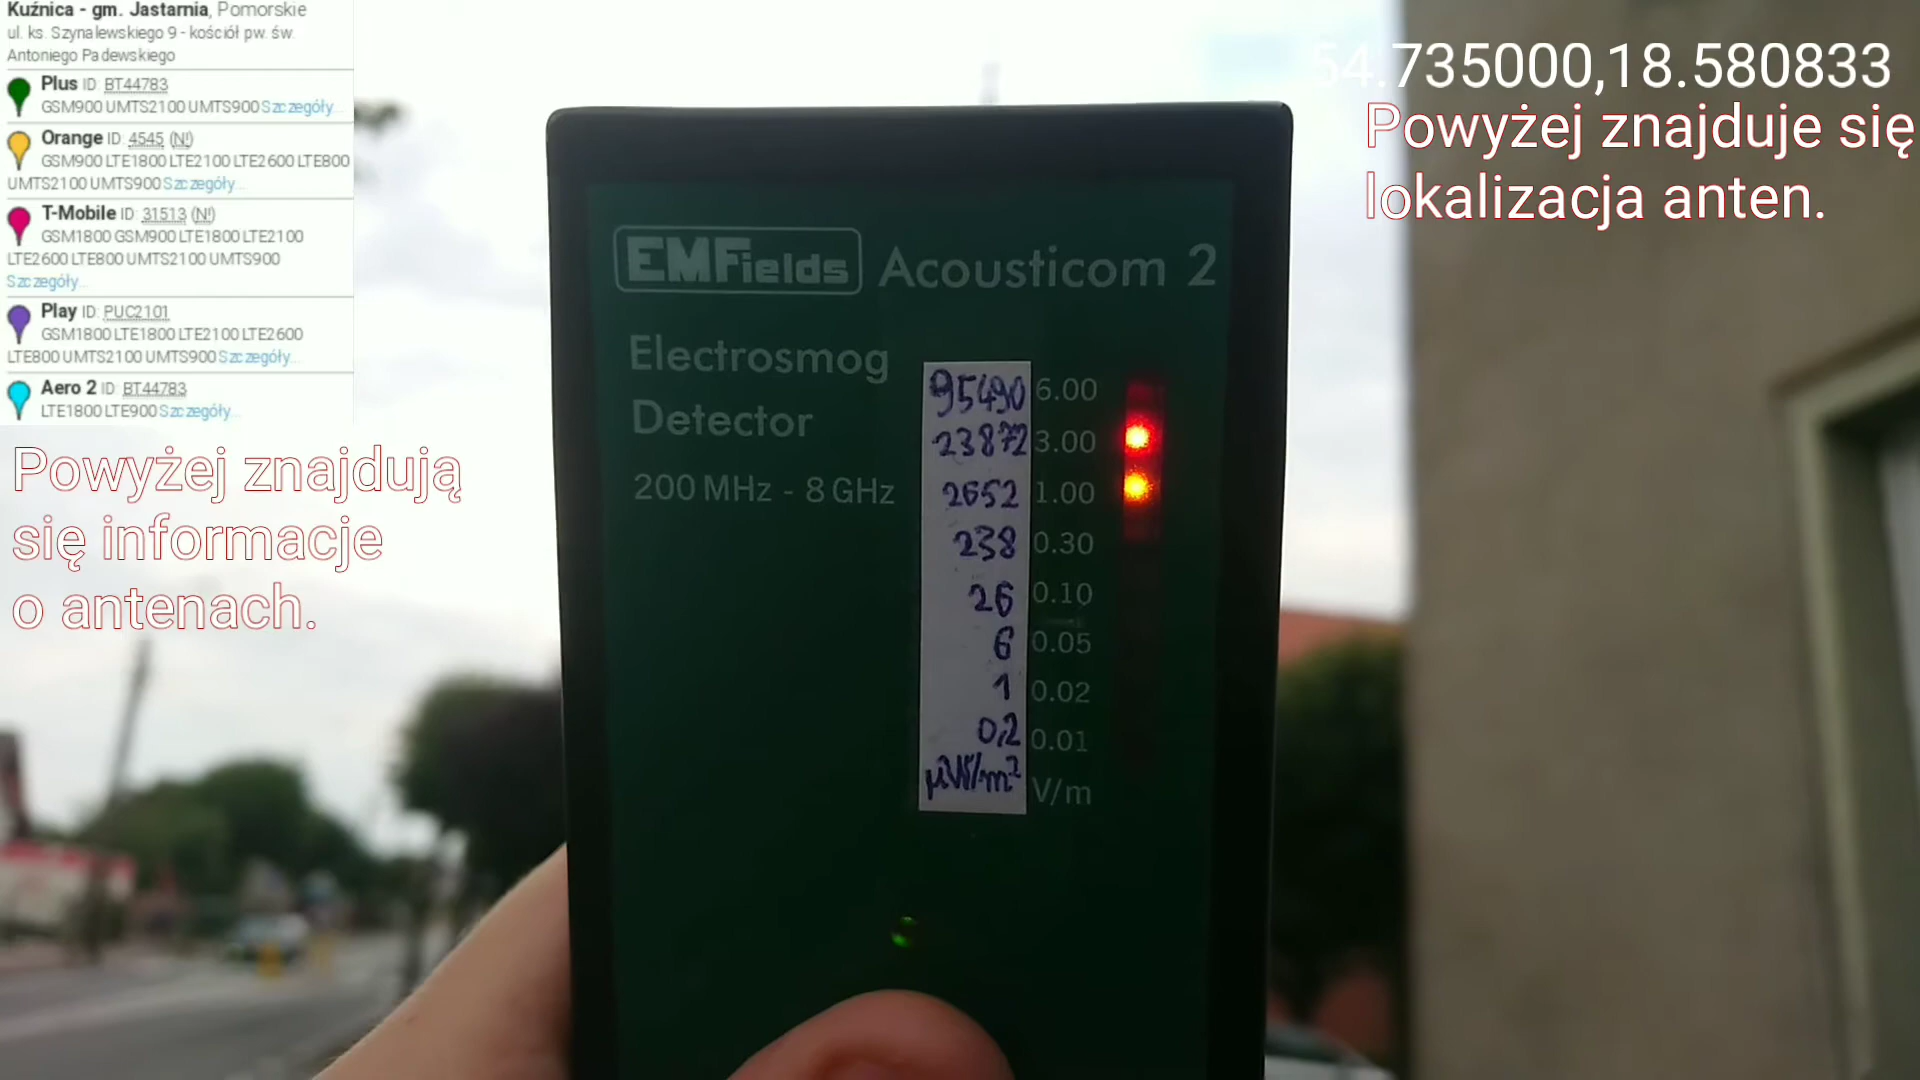 Kuźnica - gm. Jastarnia, Pomorskie
ul. ks. Szynalewskiego 9 - kościół pw. św.
Antoniego Padewskiego
Plus ID: BT44783
GSM900 UMTS2100 UMTS900 Szczegóły...
Orange ID: 4545 (N!)
GSM900 LTE1800 LTE2100 LTE2600 LTE800
UMTS2100 UMTS900 Szczegóły...
T-Mobile ID: 31513 (N!)
GSM1800 GSM900 LTE1800 LTE2100
LTE2600 LTE800 UMTS2100 UMTS900
Szczegóły...
Play ID: PUC2101
GSM1800 LTE1800 LTE2100 LTE2600
LTE800 UMTS2100 UMTS900 Szczegóły...
Aero 2 ID: BT44783
LTE1800 LTE900 Szczegóły...
Powyżej znajdują
się informacje
o antenach.
54.735000,18.580833
Powyżej znajduje się
lokalizacja anten.
EMFields Acousticom 2
Electrosmog
Detector
200 MHz - 8 GHz
95490 6.00
23872 3.00
2652 1.00
238 0.30
26 0.10
6 0.05
1 0.02
0,2 0.01
µW/m² V/m